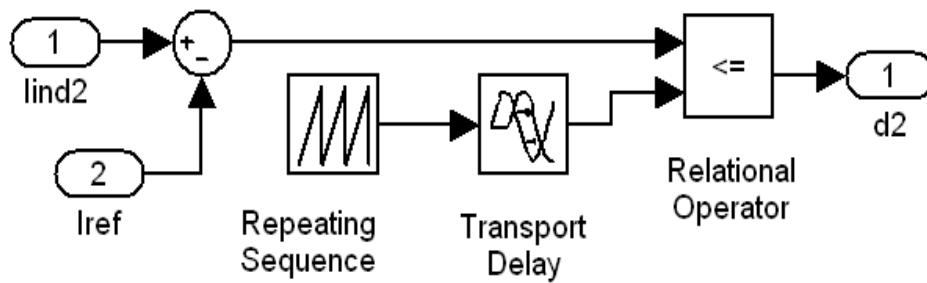 1
Iind2
+
-
2
Iref
Repeating
Sequence
Transport
Delay
<=
Relational
Operator
1
d2